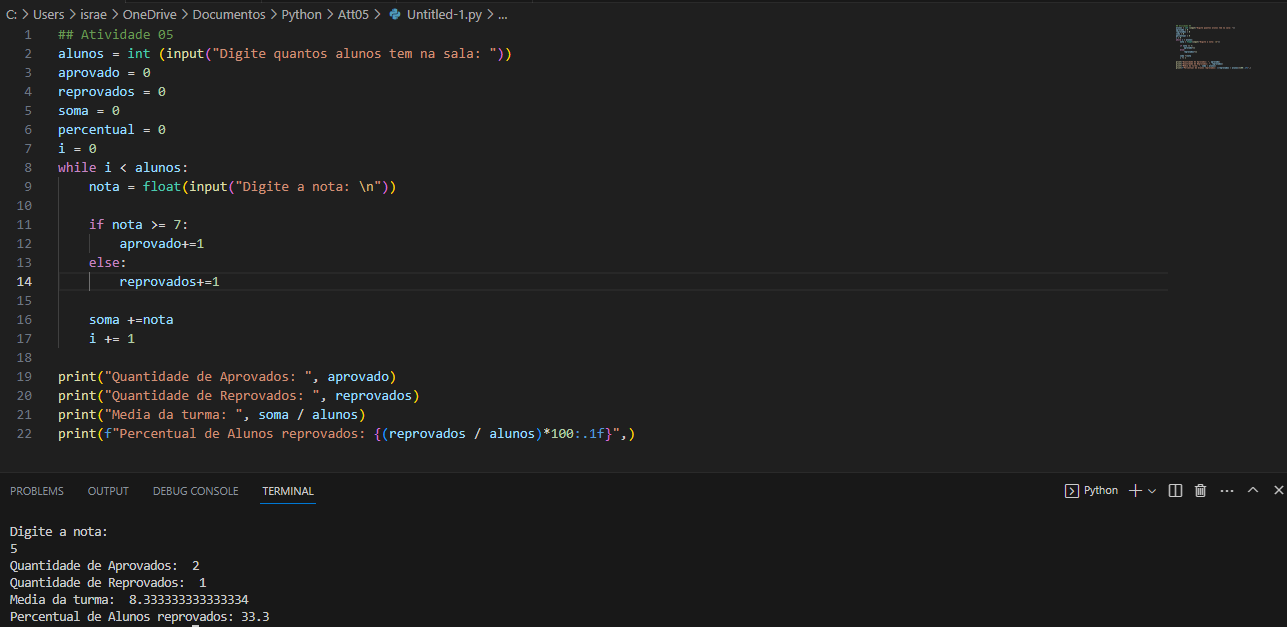 C: > Users > israe > OneDrive > Documentos > Python > Att05 > Untitled-1.py > ...
1 ## Atividade 05
2 alunos = int (input("Digite quantos alunos tem na sala: "))
3 aprovado = 0
4 reprovados = 0
5 soma = 0
6 percentual = 0
7 i = 0
8 while i < alunos:
9     nota = float(input("Digite a nota: \n"))
10
11     if nota >= 7:
12         aprovado+=1
13     else:
14         reprovados+=1
15
16     soma +=nota
17     i += 1
18
19 print("Quantidade de Aprovados: ", aprovado)
20 print("Quantidade de Reprovados: ", reprovados)
21 print("Media da turma: ", soma / alunos)
22 print(f"Percentual de Alunos reprovados: {(reprovados / alunos)*100:.1f}",)
PROBLEMS OUTPUT DEBUG CONSOLE TERMINAL Python
Digite a nota:
5
Quantidade de Aprovados:  2
Quantidade de Reprovados:  1
Media da turma:  8.333333333333334
Percentual de Alunos reprovados: 33.3